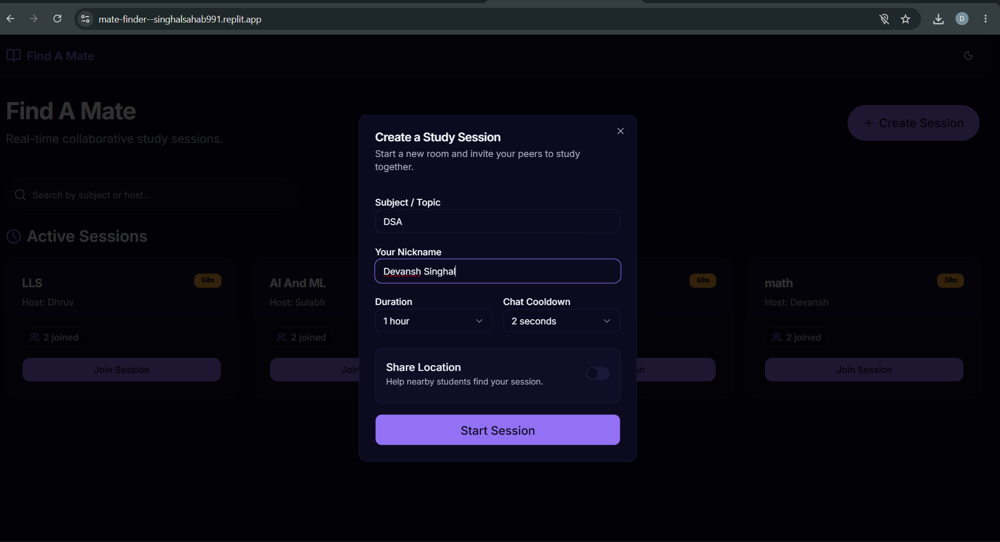 mate-finder--singhalsahab991.replit.app
D
Find A Mate
Find A Mate
Real-time collaborative study sessions.
+ Create Session
Search by subject or host...
Active Sessions
LLS
60m
Host: Dhruv
2 joined
Join Session
AI And ML
Host: Sulabh
2 joined
Join
60m
on
math
30m
Host: Devansh
2 joined
Join Session
Create a Study Session
Start a new room and invite your peers to study
together.
Subject / Topic
DSA
Your Nickname
Devansh Singhal
Duration
Chat Cooldown
1 hour
2 seconds
Share Location
Help nearby students find your session.
Start Session